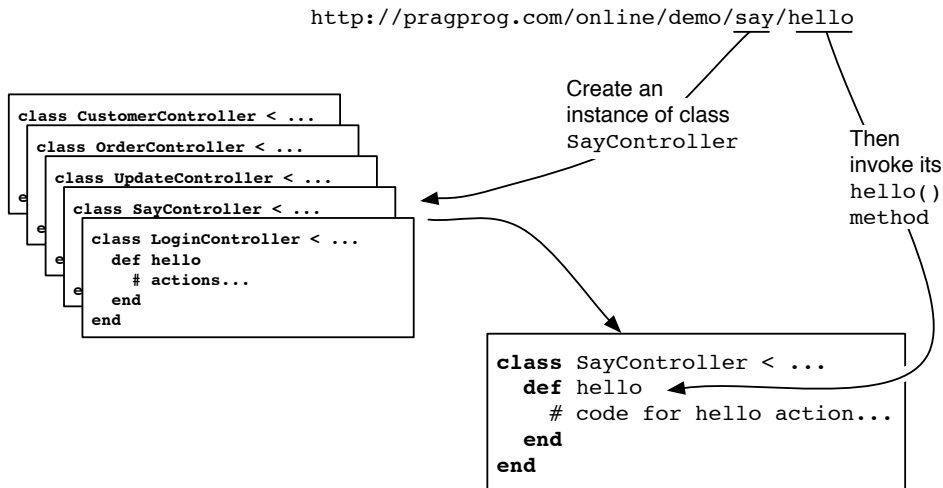 http://pragprog.com/online/demo/say/hello
Create an
instance of class
SayController
Then
invoke its
hello()
method
class CustomerController < ...
class OrderController < ...
class UpdateController < ...
class SayController < ...
class LoginController < ...
def hello
# actions...
end
end
e
e
e
e
class SayController < ...
def hello
# code for hello action...
end
end